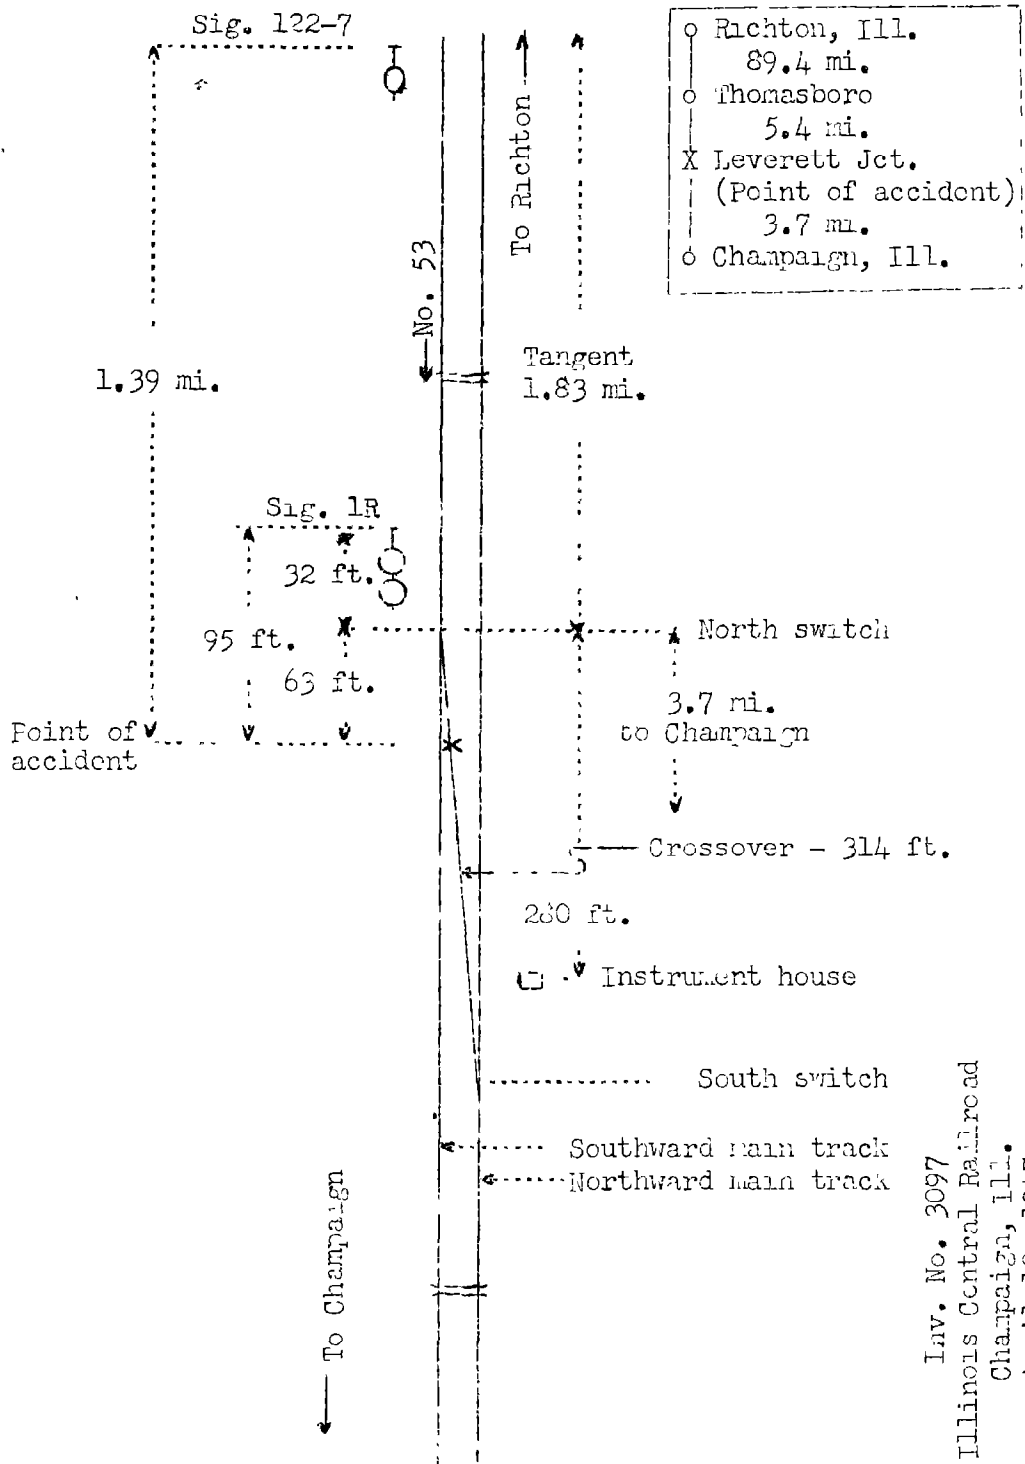 Sig. 122-7
Richton, Ill.
89.4 mi.
Thomasboro
5.4 mi.
X Leverett Jct.
(Point of accident)
3.7 mi.
Champaign, Ill.
To Richton
No. 53
Tangent
1.83 mi.
1.39 mi.
Sig. 1R
32 ft.
95 ft.
63 ft.
North switch
3.7 mi.
to Champaign
Point of
accident
Crossover - 314 ft.
280 ft.
Instrument house
South switch
Southward main track
Northward main track
To Champaign
Inv. No. 3097
Illinois Central Railroad
Champaign, Ill.